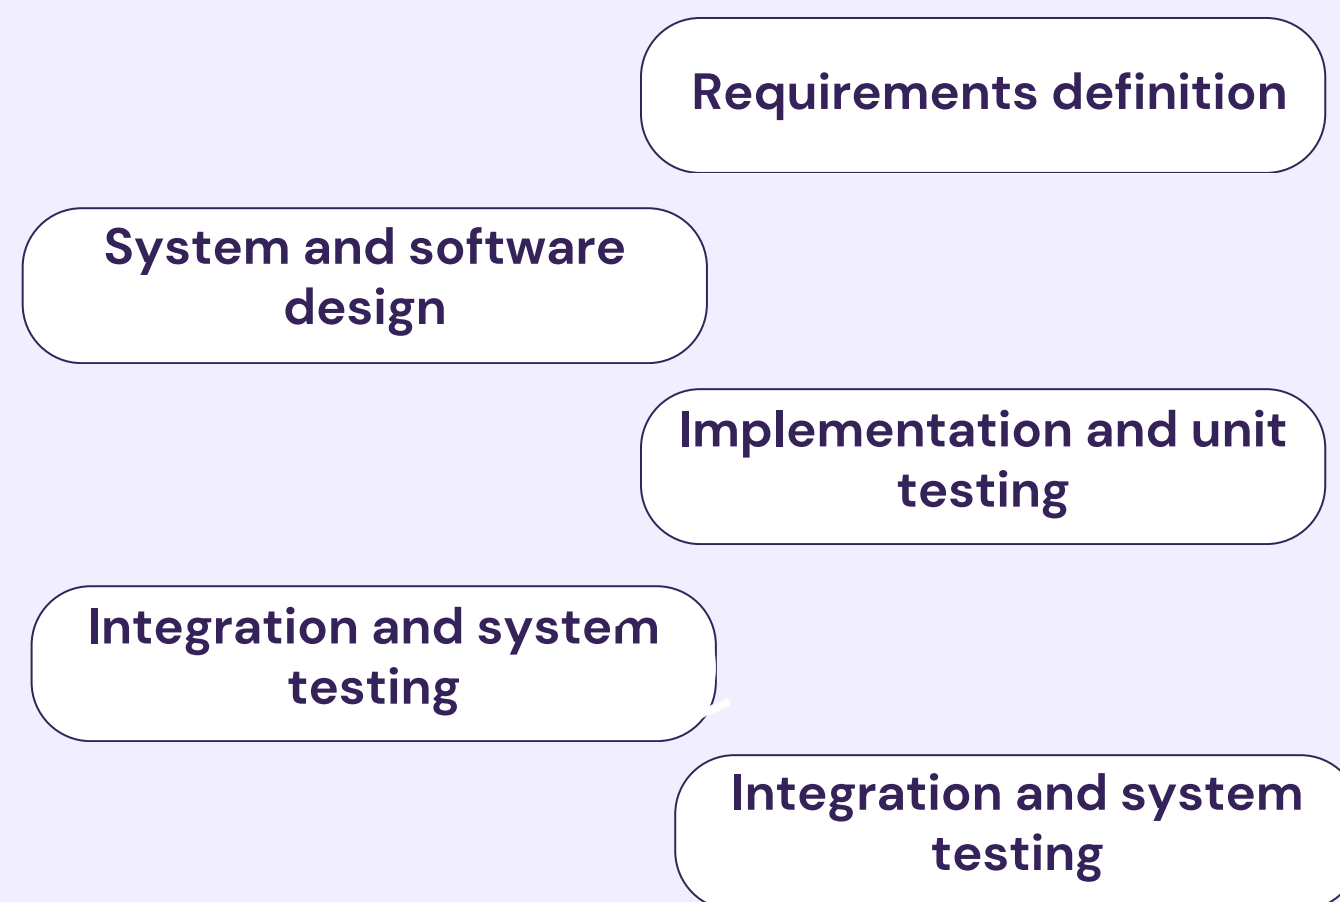 Requirements definition
System and software
design
Implementation and unit
testing
Integration and system
testing
Integration and system
testing